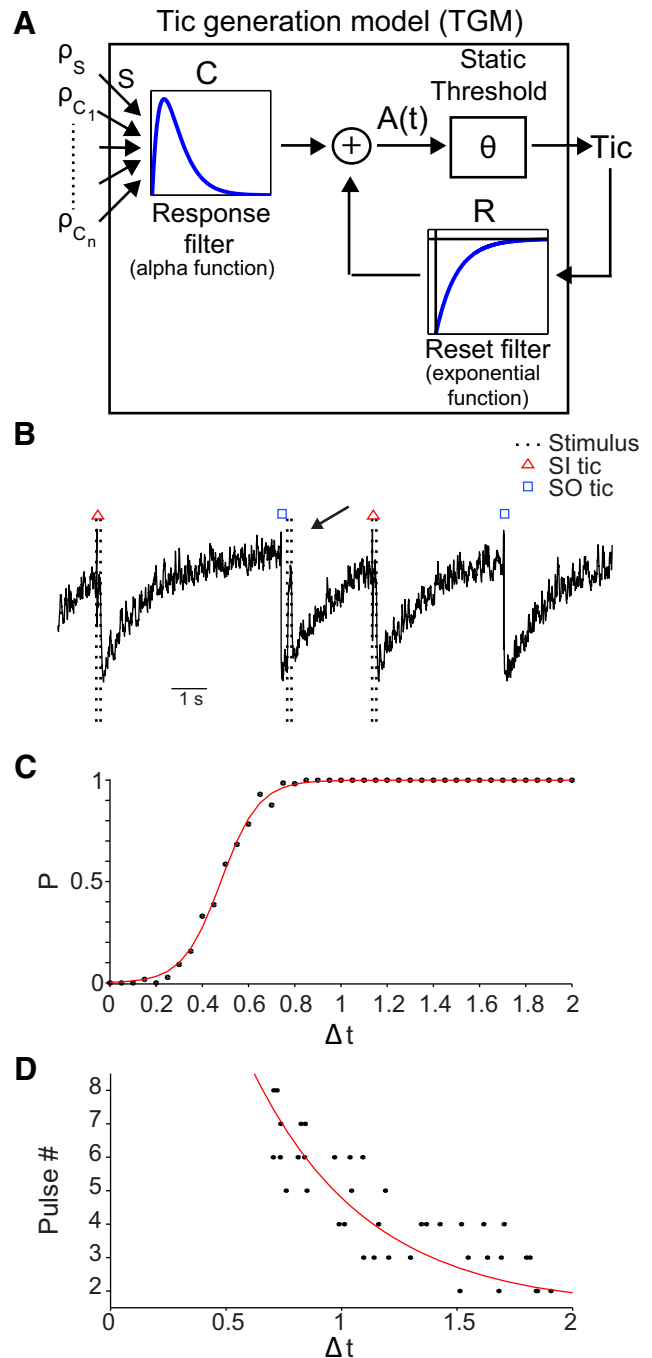 A
Tic generation model (TGM)
ρS
S
ρC1
ρCn
C
Response
filter
(alpha function)
+
A(t)
Static
Threshold
θ
Tic
R
Reset filter
(exponential
function)
B
Stimulus
SI tic
SO tic
1 s
C
P
1
0.5
0
0 0.2 0.4 0.6 0.8 1 1.2 1.4 1.6 1.8 2
Δt
D
Pulse #
8
7
6
5
4
3
2
0 0.5 1 1.5 2
Δt